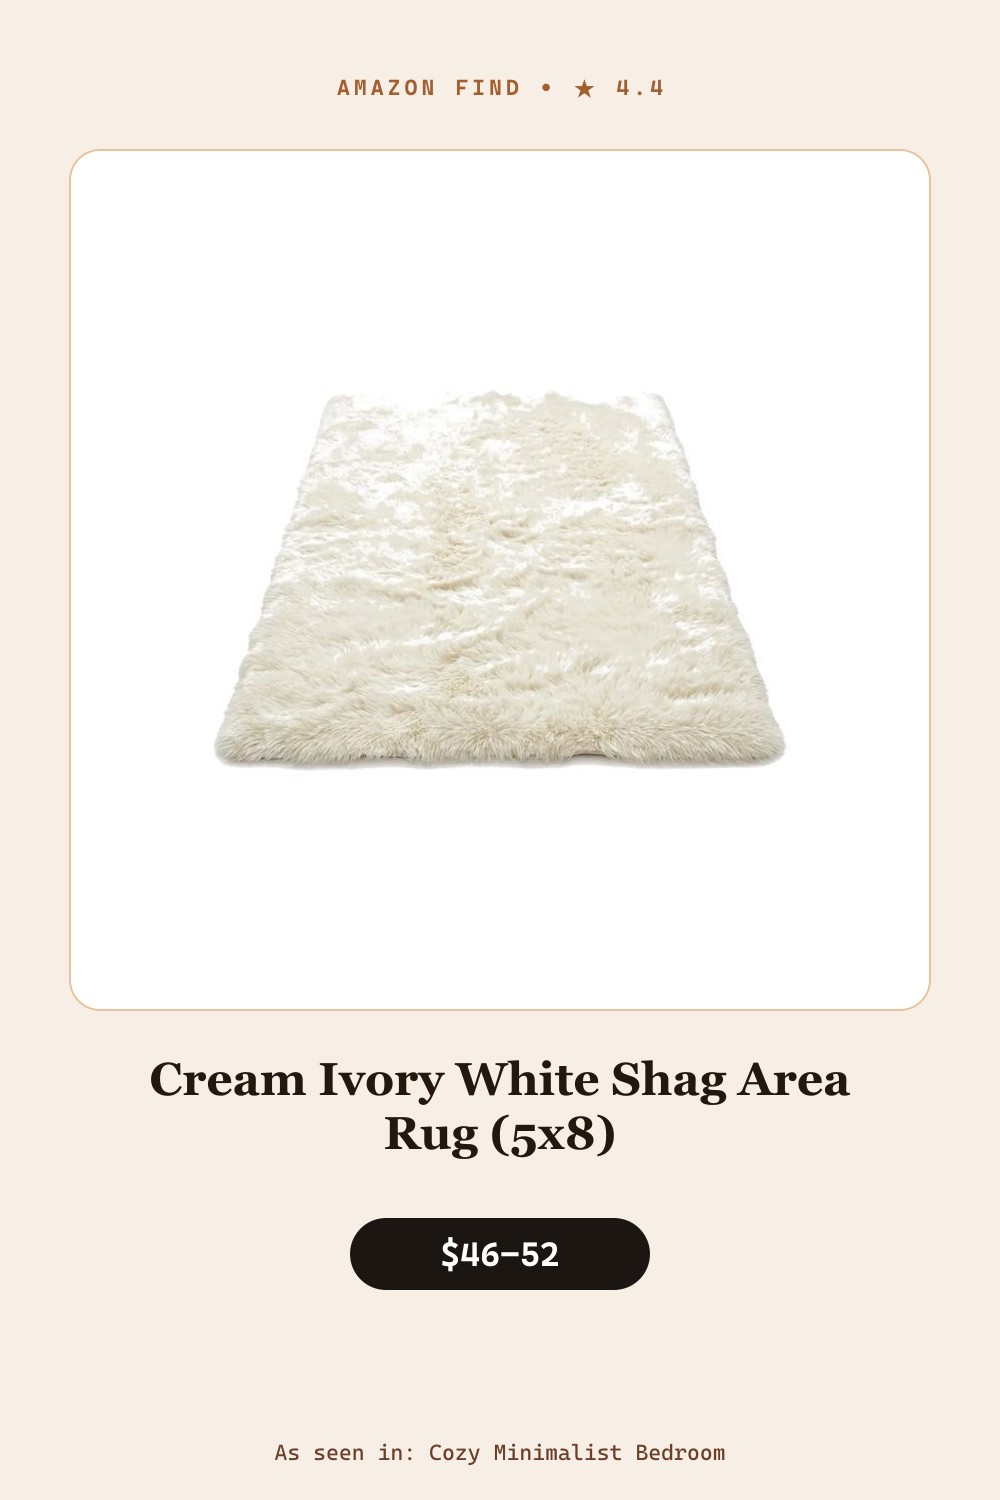 AMAZON FIND • ★ 4.4
Cream Ivory White Shag Area
Rug (5x8)
$46–52
As seen in: Cozy Minimalist Bedroom